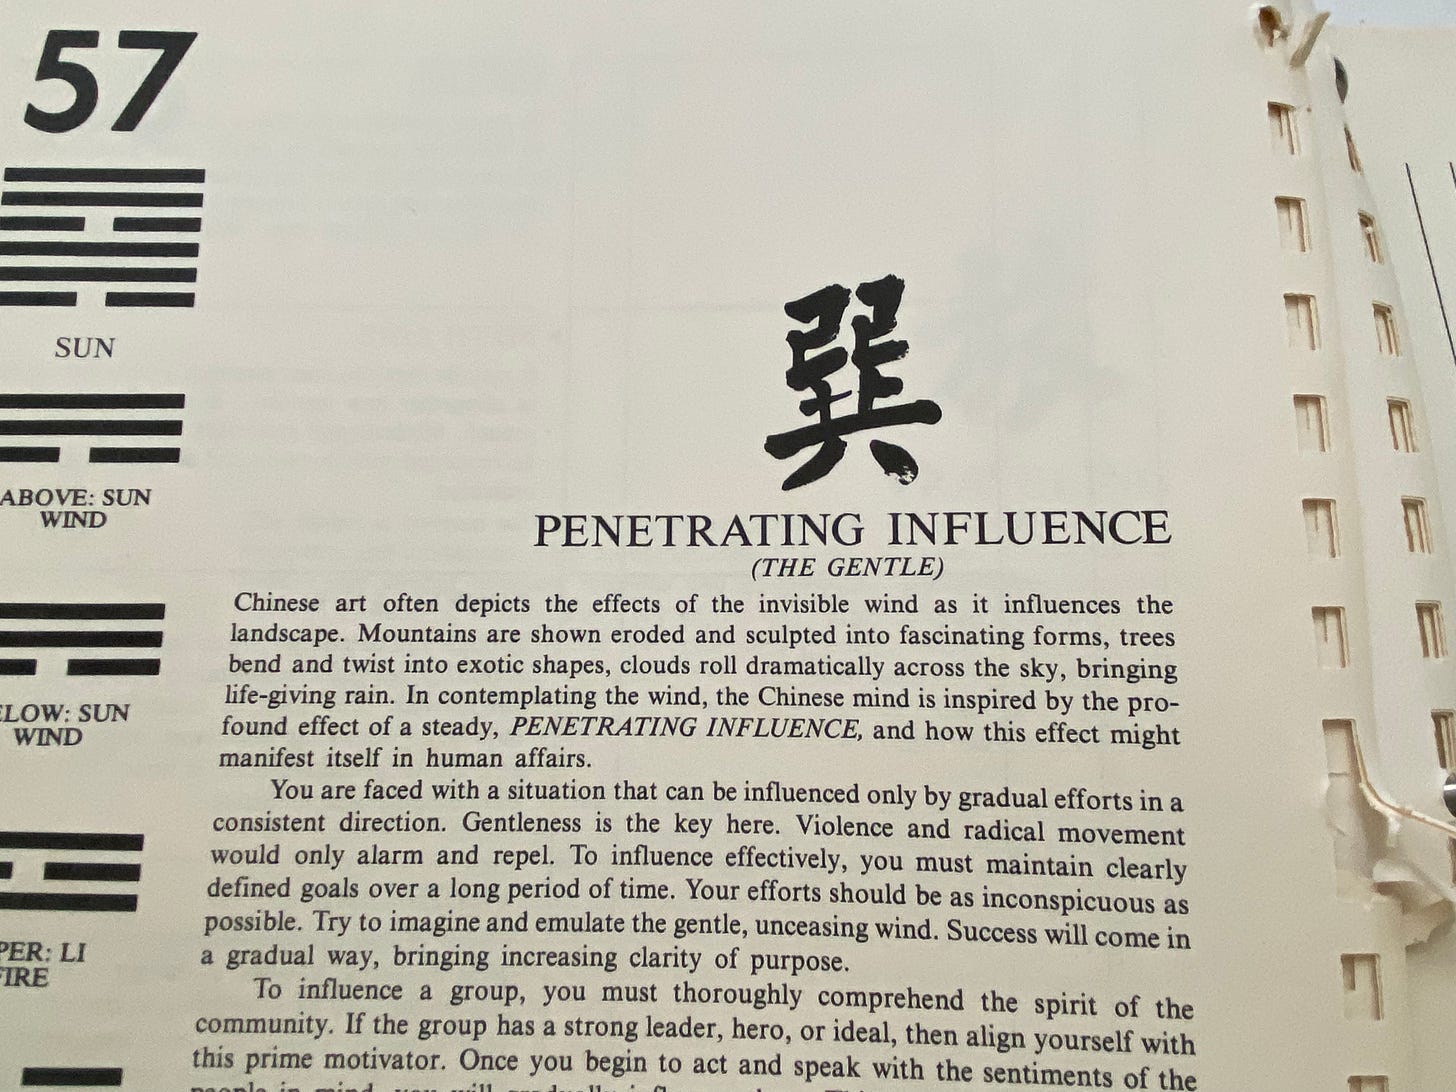 57
SUN
ABOVE: SUN
WIND
SUN
WIND
LI
巽
PENETRATING INFLUENCE
(THE GENTLE)
Chinese art often depicts the effects of the invisible wind as it influences the
landscape. Mountains are shown eroded and sculpted into fascinating forms, trees
bend and twist into exotic shapes, clouds roll dramatically across the sky, bringing
life-giving rain. In contemplating the wind, the Chinese mind is inspired by the pro-
found effect of a steady, PENETRATING INFLUENCE, and how this effect might
manifest itself in human affairs.
You are faced with a situation that can be influenced only by gradual efforts in a
consistent direction. Gentleness is the key here. Violence and radical movement
would only alarm and repel. To influence effectively, you must maintain clearly
defined goals over a long period of time. Your efforts should be as inconspicuous as
possible. Try to imagine and emulate the gentle, unceasing wind. Success will come in
a gradual way, bringing increasing clarity of purpose.
To influence a group, you must thoroughly comprehend the spirit of the
community. If the group has a strong leader, hero, or ideal, then align yourself with
this prime motivator. Once you begin to act and speak with the sentiments of the